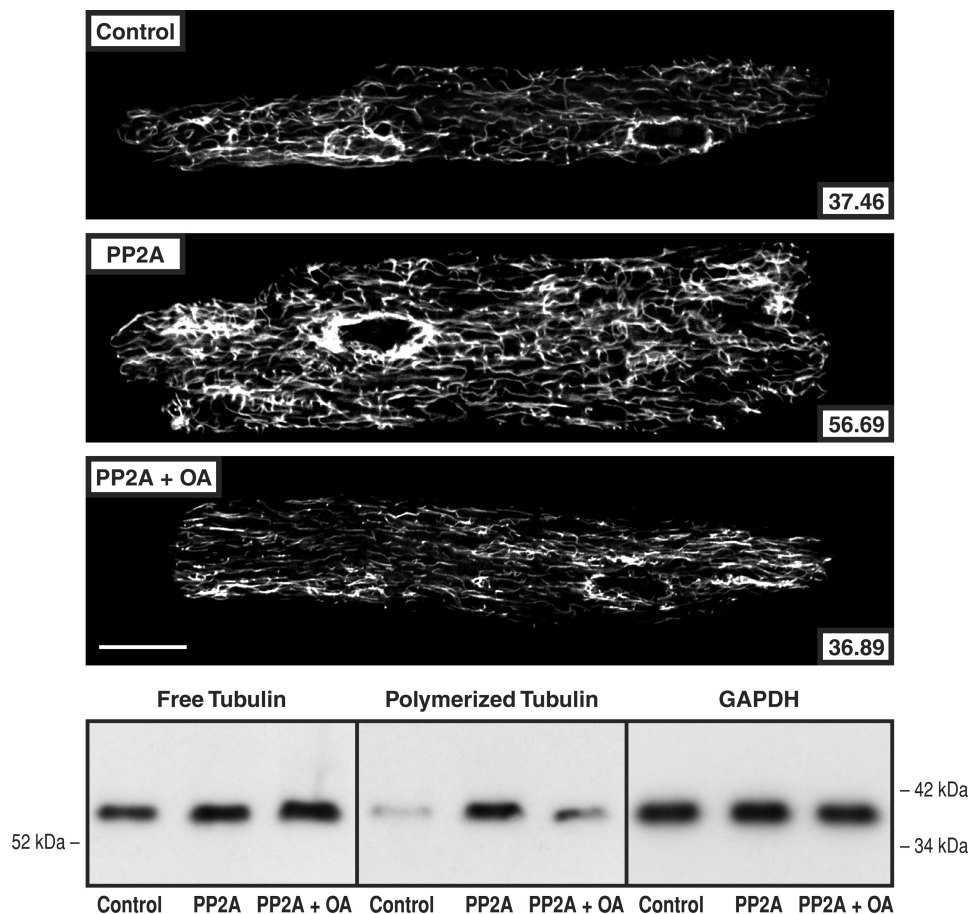 Control
37.46
PP2A
56.69
PP2A + OA
36.89
Free Tubulin Polymerized Tubulin GAPDH
– 42 kDa
52 kDa –
– 34 kDa
Control PP2A PP2A + OA Control PP2A PP2A + OA Control PP2A PP2A + OA